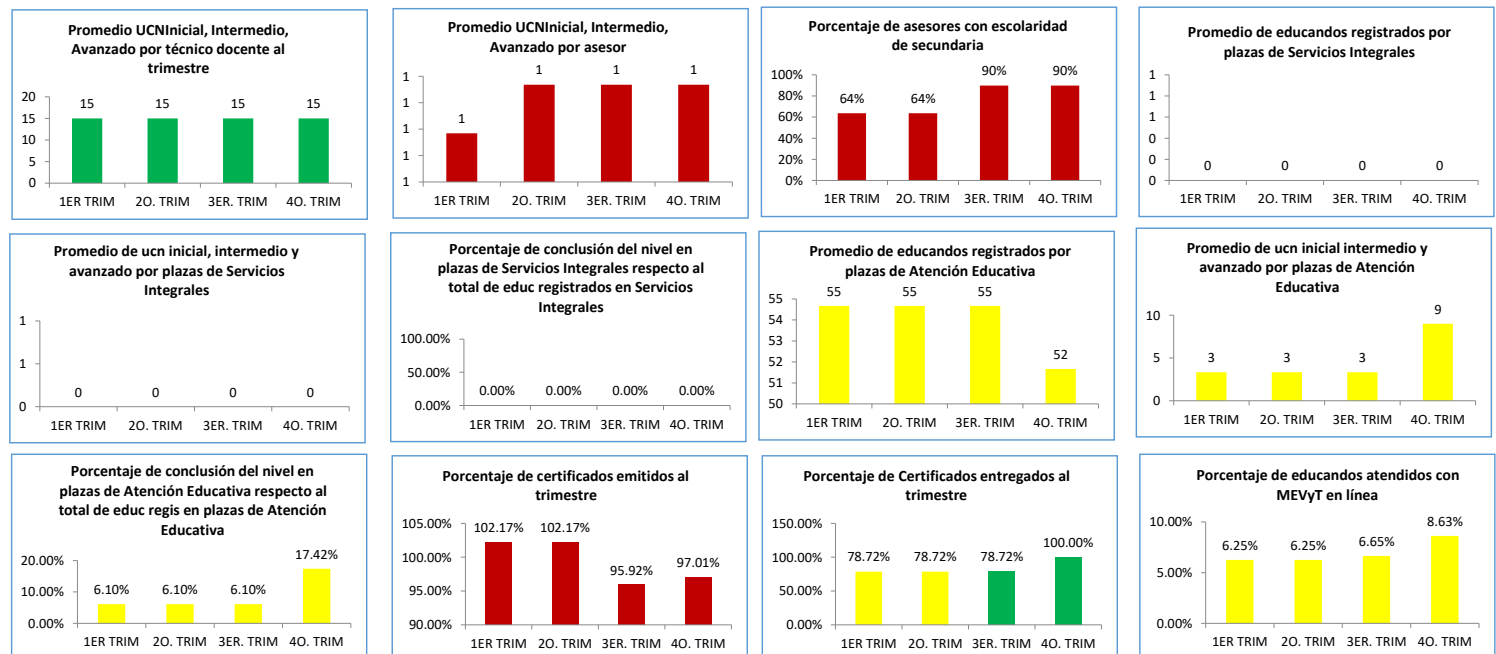 Promedio UCNInicial, Intermedio,
Avanzado por técnico docente al
trimestre
20
15
10
5
0
15 15 15 15
1ER TRIM 2O. TRIM 3ER. TRIM 4O. TRIM
Promedio UCNInicial, Intermedio,
Avanzado por asesor
1
1
1
1
1
1 1 1 1
1ER TRIM 2O. TRIM 3ER. TRIM 4O. TRIM
Porcentaje de asesores con escolaridad
de secundaria
100%
80%
60%
40%
20%
0%
64% 64% 90% 90%
1ER TRIM 2O. TRIM 3ER. TRIM 4O. TRIM
Promedio de educandos registrados por
plazas de Servicios Integrales
1
1
1
0
0
0
0 0 0 0
1ER TRIM 2O. TRIM 3ER. TRIM 4O. TRIM
Promedio de ucn inicial, intermedio y
avanzado por plazas de Servicios
Integrales
1
1
0
0 0 0 0
1ER TRIM 2O. TRIM 3ER. TRIM 4O. TRIM
Porcentaje de conclusión del nivel en
plazas de Servicios Integrales respecto al
total de educ registrados en Servicios
Integrales
100.00%
50.00%
0.00%
0.00% 0.00% 0.00% 0.00%
1ER TRIM 2O. TRIM 3ER. TRIM 4O. TRIM
Promedio de educandos registrados por
plazas de Atención Educativa
55
54
53
52
51
50
55 55 55 52
1ER TRIM 2O. TRIM 3ER. TRIM 4O. TRIM
Promedio de ucn inicial intermedio y
avanzado por plazas de Atención
Educativa
10
5
0
3 3 3 9
1ER TRIM 2O. TRIM 3ER. TRIM 4O. TRIM
Porcentaje de conclusión del nivel en
plazas de Atención Educativa respecto al
total de educ regis en plazas de Atención
Educativa
20.00%
10.00%
0.00%
6.10% 6.10% 6.10% 17.42%
1ER TRIM 2O. TRIM 3ER. TRIM 4O. TRIM
Porcentaje de certificados emitidos al
trimestre
105.00%
100.00%
95.00%
90.00%
102.17% 102.17% 95.92% 97.01%
1ER TRIM 2O. TRIM 3ER. TRIM 4O. TRIM
Porcentaje de Certificados entregados al
trimestre
150.00%
100.00%
50.00%
0.00%
78.72% 78.72% 78.72% 100.00%
1ER TRIM 2O. TRIM 3ER. TRIM 4O. TRIM
Porcentaje de educandos atendidos con
MEVyT en línea
10.00%
5.00%
0.00%
6.25% 6.25% 6.65% 8.63%
1ER TRIM 2O. TRIM 3ER. TRIM 4O. TRIM